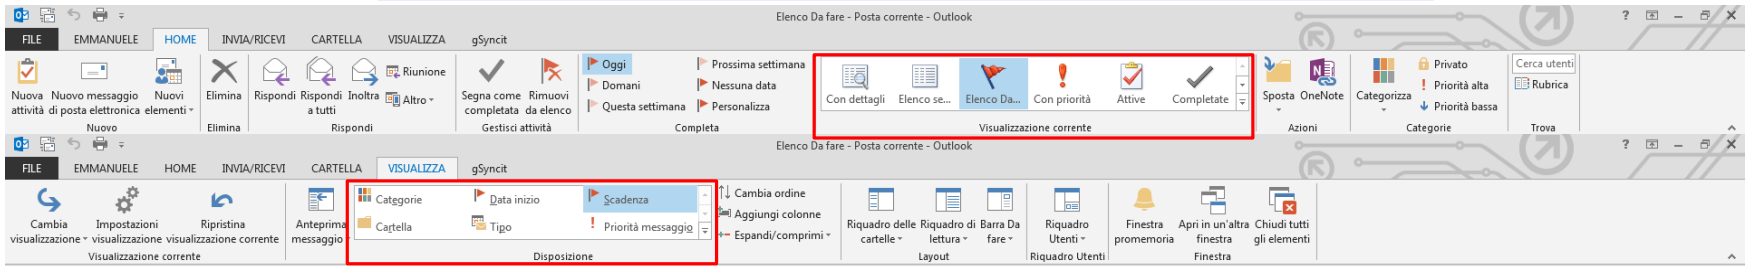 Elenco Da fare - Posta corrente - Outlook
FILE EMMANUELE HOME INVIA/RICEVI CARTELLA VISUALIZZA gSyncit
Nuova attività
Nuovo messaggio di posta elettronica
Nuovi elementi
Nuovo
Elimina
Elimina
Rispondi
Rispondi a tutti
Inoltra
Riunione
Altro
Rispondi
Segna come completata
Rimuovi da elenco
Gestisci attività
Oggi
Domani
Questa settimana
Prossima settimana
Nessuna data
Personalizza
Completa
Con dettagli
Elenco se...
Elenco Da...
Con priorità
Attive
Completate
Visualizzazione corrente
Sposta
OneNote
Azioni
Categorizza
Privato
Priorità alta
Priorità bassa
Categorie
Cerca utenti
Rubrica
Trova
Elenco Da fare - Posta corrente - Outlook
FILE EMMANUELE HOME INVIA/RICEVI CARTELLA VISUALIZZA gSyncit
Cambia visualizzazione
Impostazioni visualizzazione
Ripristina visualizzazione corrente
Visualizzazione corrente
Anteprima messaggio
Categorie
Data inizio
Scadenza
Cartella
Tipo
Priorità messaggio
Disposizione
Cambia ordine
Aggiungi colonne
Espandi/comprimi
Riquadro delle cartelle
Riquadro di lettura
Barra Da fare
Layout
Riquadro Utenti
Riquadro Utenti
Finestra promemoria
Apri in un'altra finestra
Chiudi tutti gli elementi
Finestra